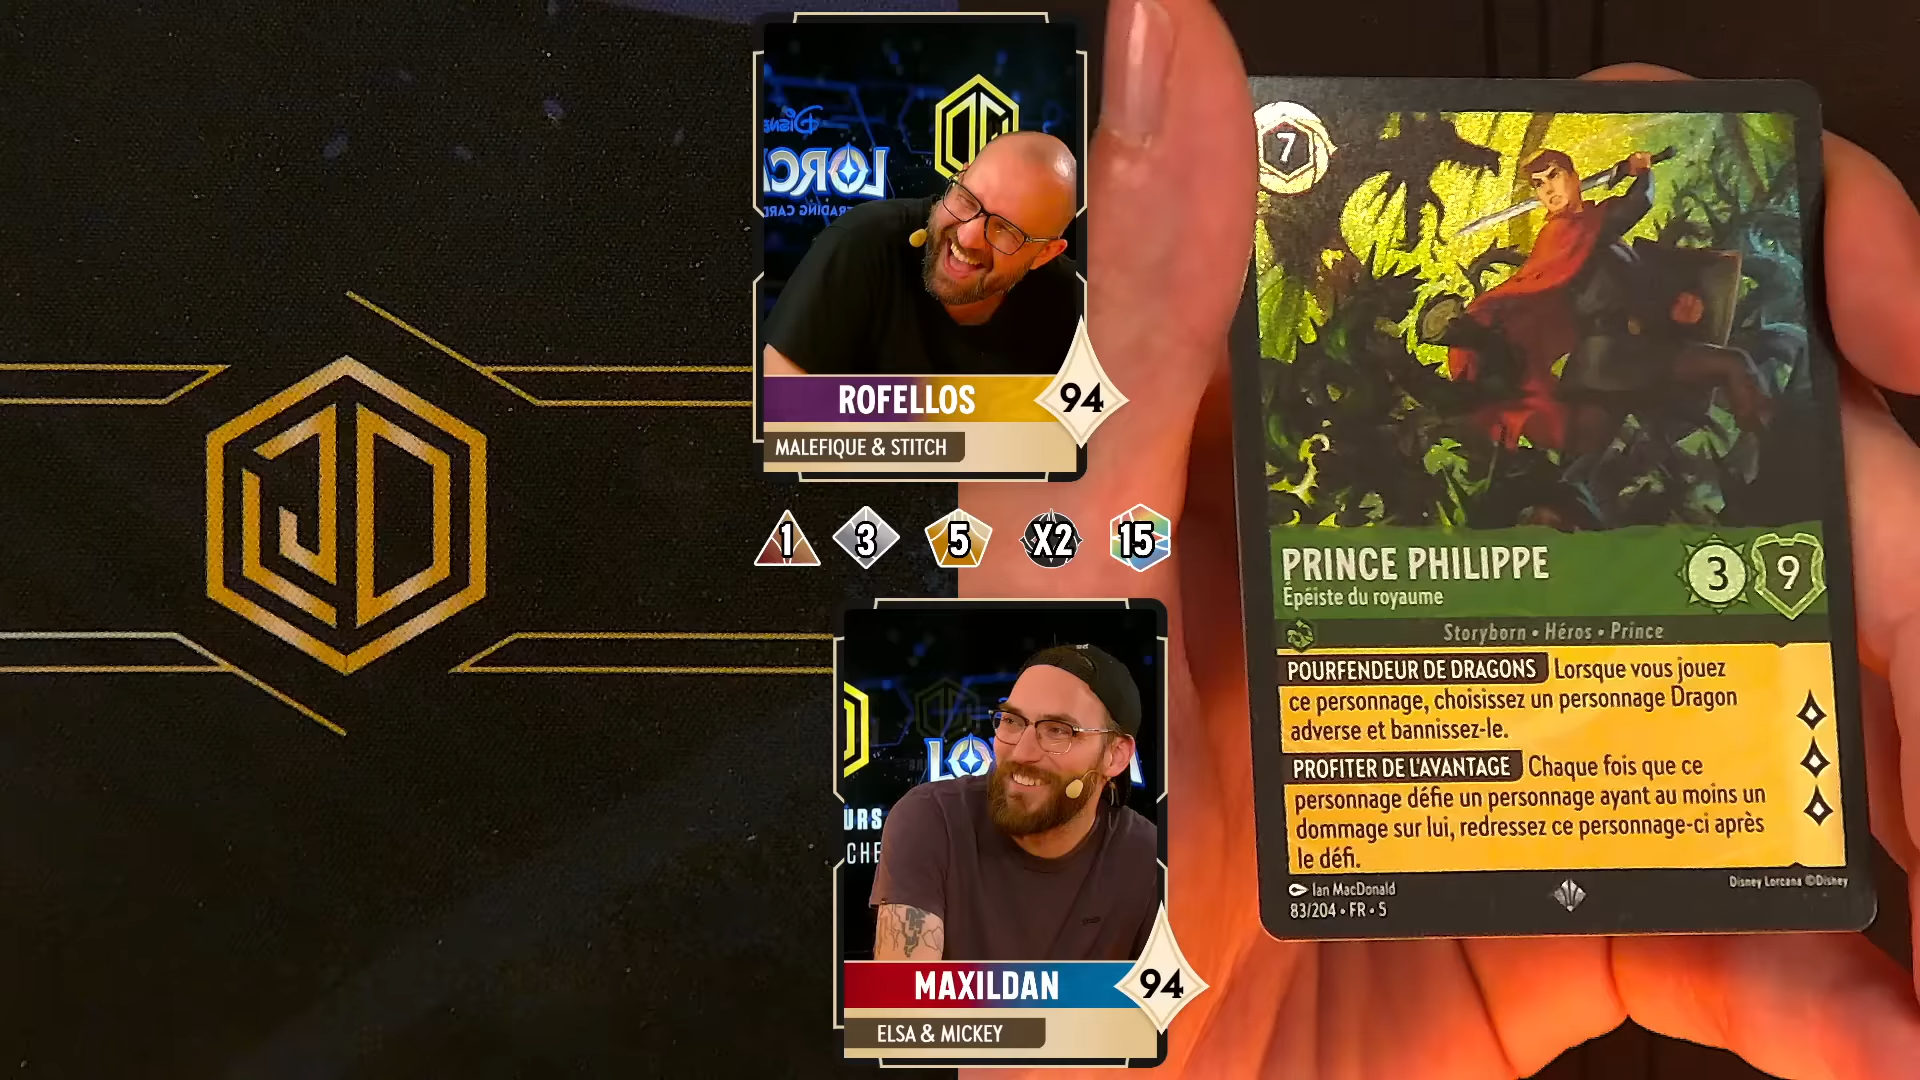 ROFELLOS
94
MALEFIQUE & STITCH
1
3
5
X2
15
URS
CHE
MAXILDAN
94
ELSA & MICKEY
7
PRINCE PHILIPPE
Épéiste du royaume
3
9
Storyborn • Héros • Prince
POURFENDEUR DE DRAGONS Lorsque vous jouez
ce personnage, choisissez un personnage Dragon
adverse et bannissez-le.
PROFITER DE L'AVANTAGE Chaque fois que ce
personnage défie un personnage ayant au moins un
dommage sur lui, redressez ce personnage-ci après
le défi.
Ian MacDonald
83/204 • FR • 5
Disney Lorcana ©Disney